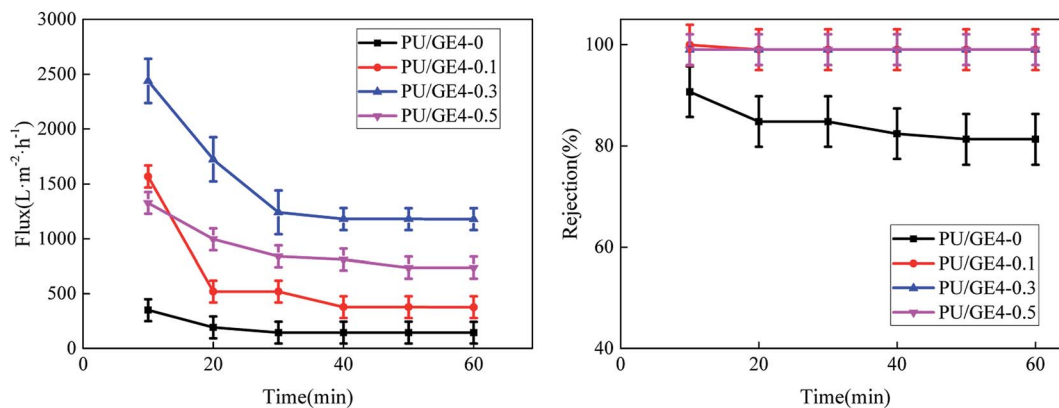 3000
2500
2000
1500
1000
500
0
Flux(L·m⁻²·h⁻¹)
PU/GE4-0
PU/GE4-0.1
PU/GE4-0.3
PU/GE4-0.5
0 20 40 60
Time(min)
100
80
60
40
Rejection(%)
PU/GE4-0
PU/GE4-0.1
PU/GE4-0.3
PU/GE4-0.5
0 20 40 60
Time(min)